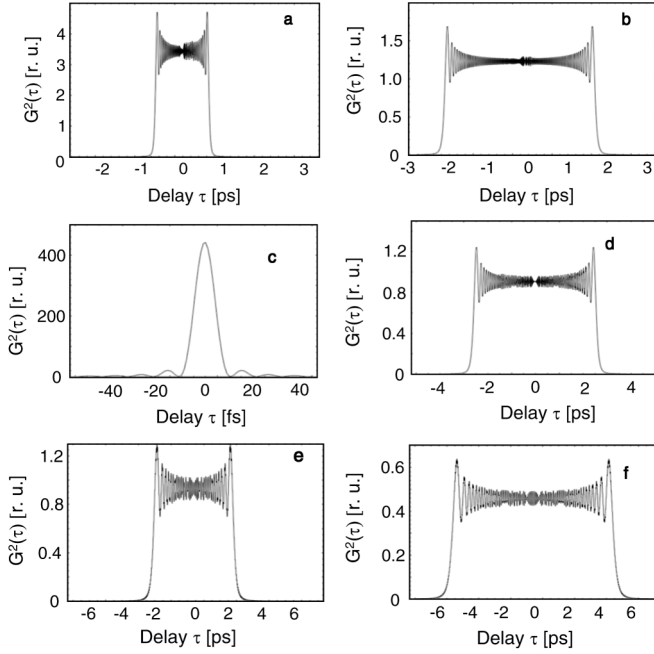 a
G²(τ) [r. u.]
4
3
2
1
0
-2 -1 0 1 2 3
Delay τ [ps]
b
G²(τ) [r. u.]
1.8
1.5
1.0
0.5
0
-3 -2 -1 0 1 2 3
Delay τ [ps]
c
G²(τ) [r. u.]
400
200
0
-40 -20 0 20 40
Delay τ [fs]
d
G²(τ) [r. u.]
1.2
0.8
0.4
0
-4 -2 0 2 4
Delay τ [ps]
e
G²(τ) [r. u.]
1.2
0.8
0.4
0
-6 -4 -2 0 2 4 6
Delay τ [ps]
f
G²(τ) [r. u.]
0.6
0.4
0.2
0
-6 -4 -2 0 2 4 6
Delay τ [ps]